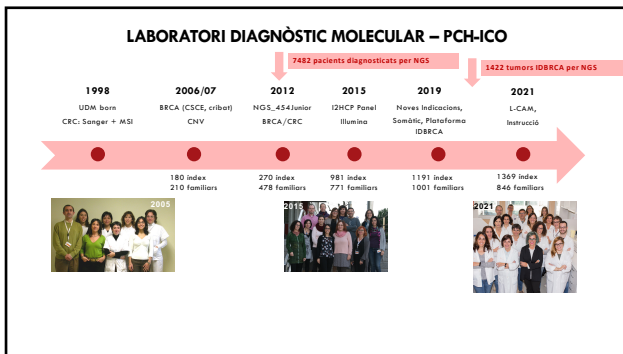 LABORATORI DIAGNÒSTIC MOLECULAR – PCH-ICO
7482 pacients diagnosticats per NGS
1422 tumors IDBRCA per NGS
1998
UDM born
CRC: Sanger + MSI
2006/07
BRCA (CSCE, cribat)
CNV
2012
NGS_454Junior
BRCA/CRC
2015
I2HCP Panel
Illumina
2019
Noves Indicacions,
Somàtic, Plataforma
IDBRCA
2021
L-CAM,
Instrucció
180 index
210 familiars
270 index
478 familiars
981 index
771 familiars
1191 index
1001 familiars
1369 index
846 familiars
2005
2015
2021